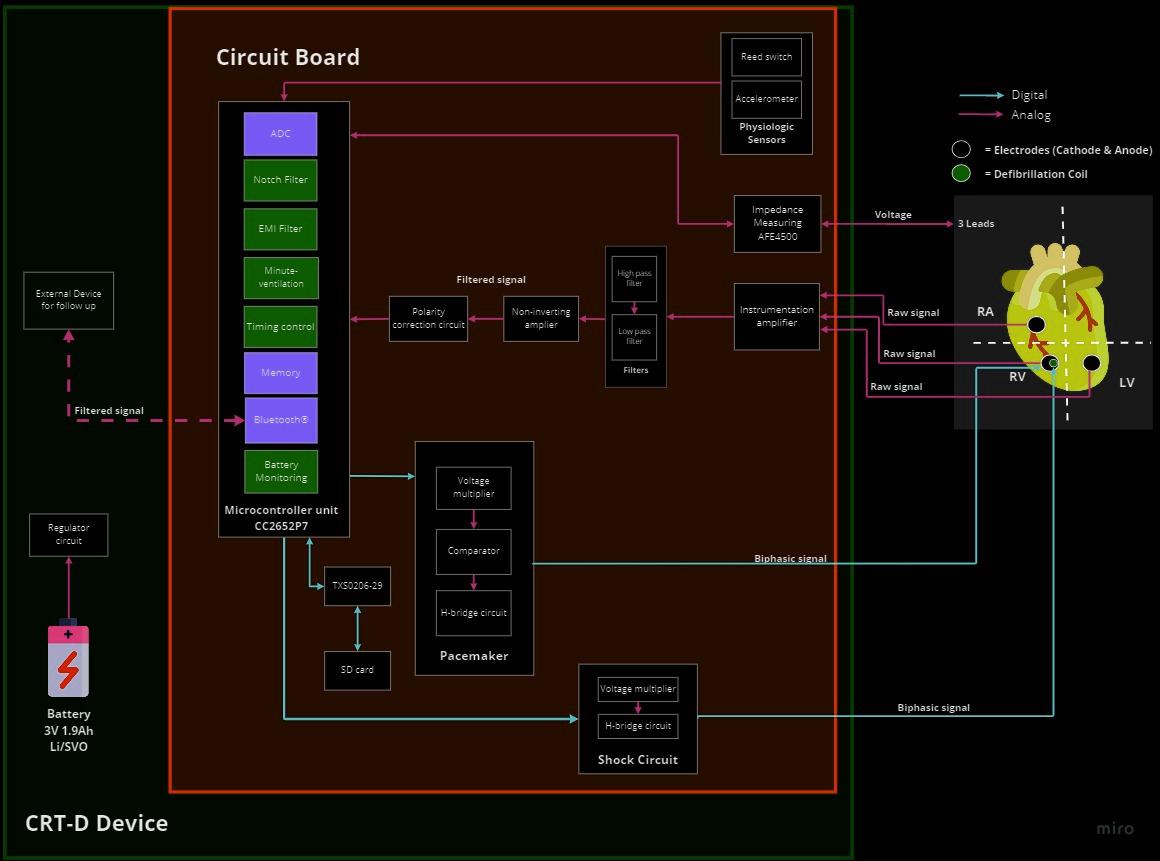 Circuit Board
Reed switch
Accelerometer
Physiologic
Sensors
Digital
Analog
= Electrodes (Cathode & Anode)
= Defibrillation Coil
ADC
Notch Filter
EMI Filter
Minute-
ventilation
Timing control
Memory
Bluetooth®
Battery
Monitoring
Microcontroller unit
CC2652P7
Impedance
Measuring
AFE4500
Voltage
3 Leads
External Device
for follow up
Filtered signal
Filtered signal
Polarity
correction circuit
Non-inverting
amplier
High pass
filter
Low pass
filter
Filters
Instrumentation
amplifier
Raw signal
Raw signal
Raw signal
RA
RV
LV
Regulator
circuit
Battery
3V 1.9Ah
Li/SVO
TXS0206-29
SD card
Voltage
multiplier
Comparator
H-bridge circuit
Pacemaker
Biphasic signal
Voltage multiplier
H-bridge circuit
Shock Circuit
Biphasic signal
CRT-D Device
miro